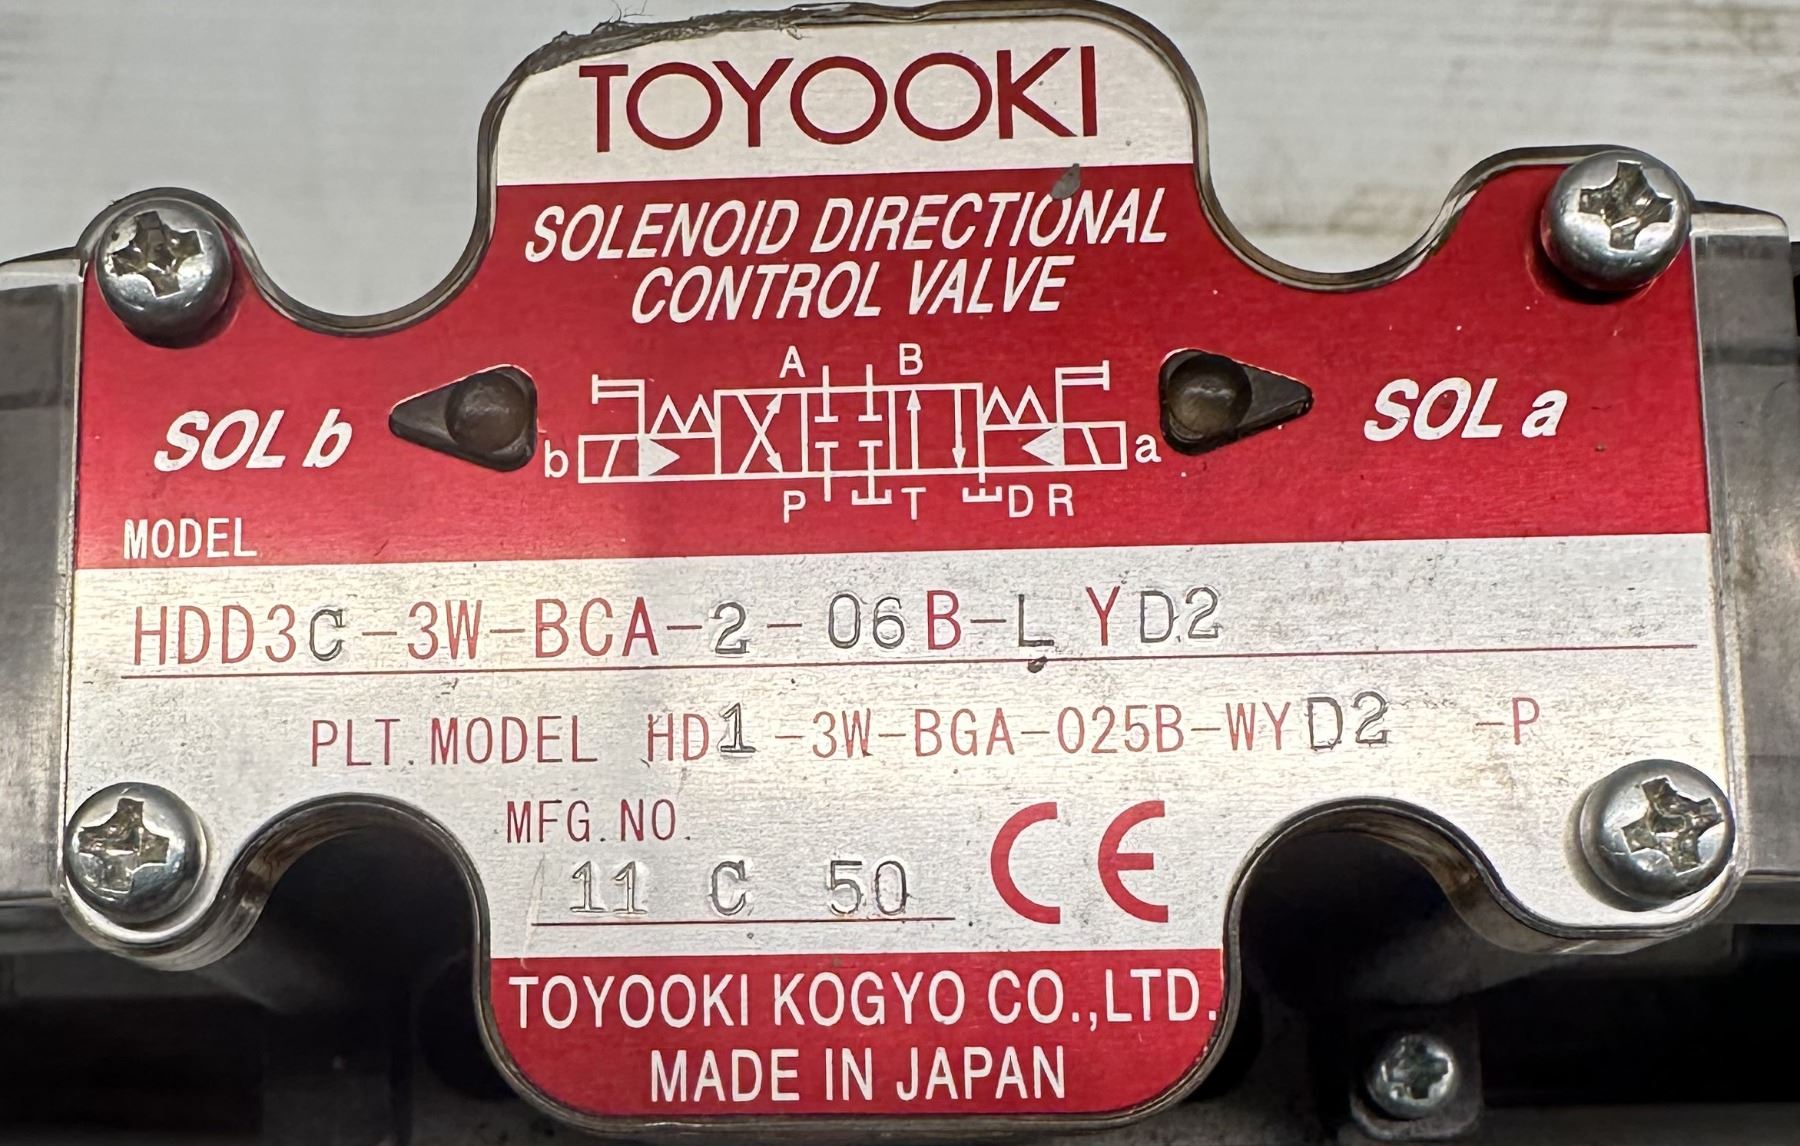 TOYOOKI
SOLENOID DIRECTIONAL
CONTROL VALVE
A B
SOL b
b
a
SOL a
P T DR
MODEL
HDD3C-3W-BCA-2-06B-LYD2
PLT. MODEL HD1-3W-BGA-025B-WYD2 -P
MFG. NO.
11 C 50
CE
TOYOOKI KOGYO CO.,LTD.
MADE IN JAPAN